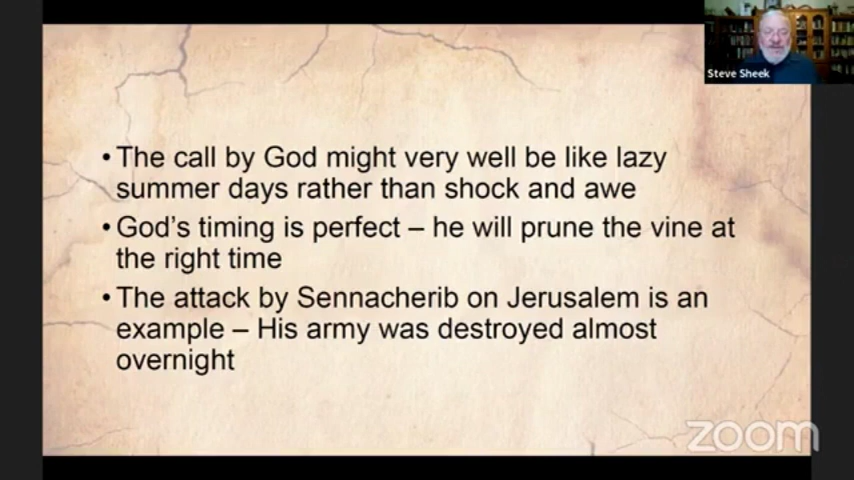 Steve Sheek
• The call by God might very well be like lazy
summer days rather than shock and awe
• God’s timing is perfect – he will prune the vine at
the right time
• The attack by Sennacherib on Jerusalem is an
example – His army was destroyed almost
overnight
zoom